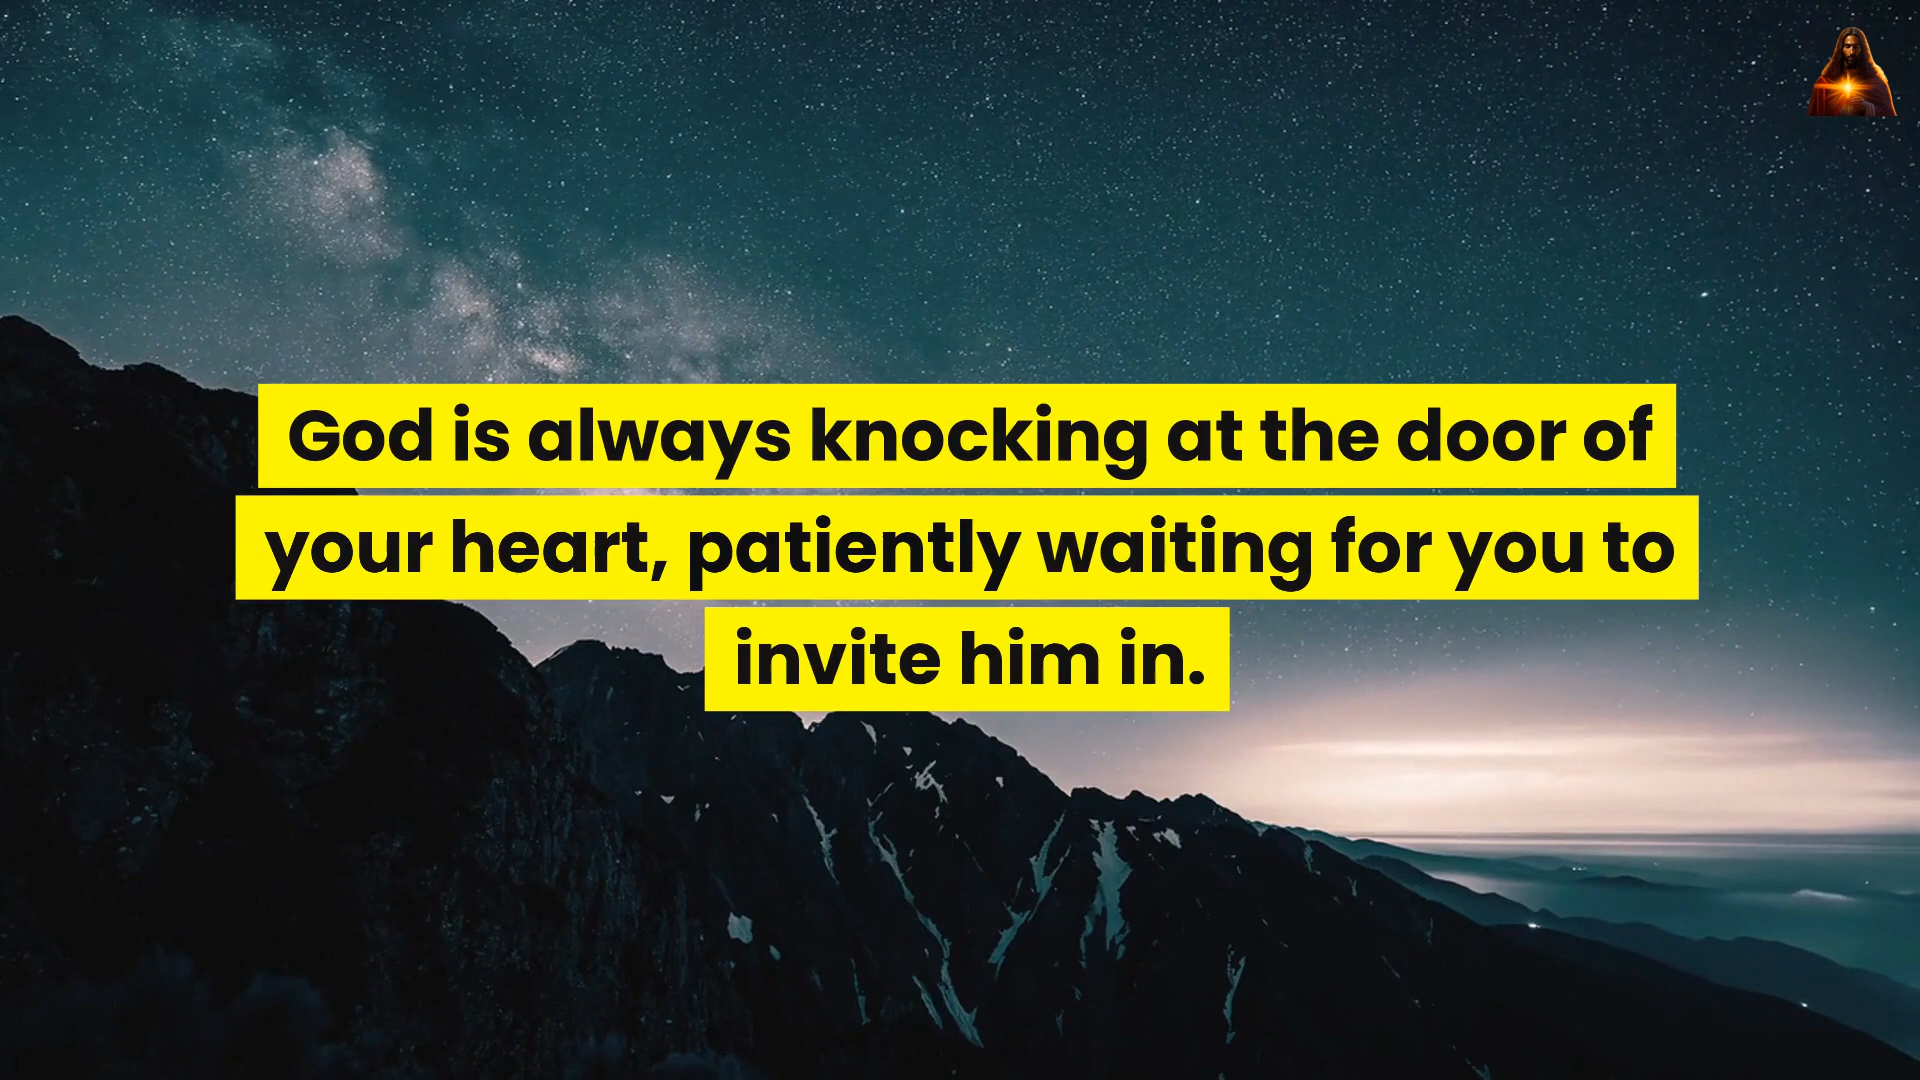 God is always knocking at the door of
your heart, patiently waiting for you to
invite him in.